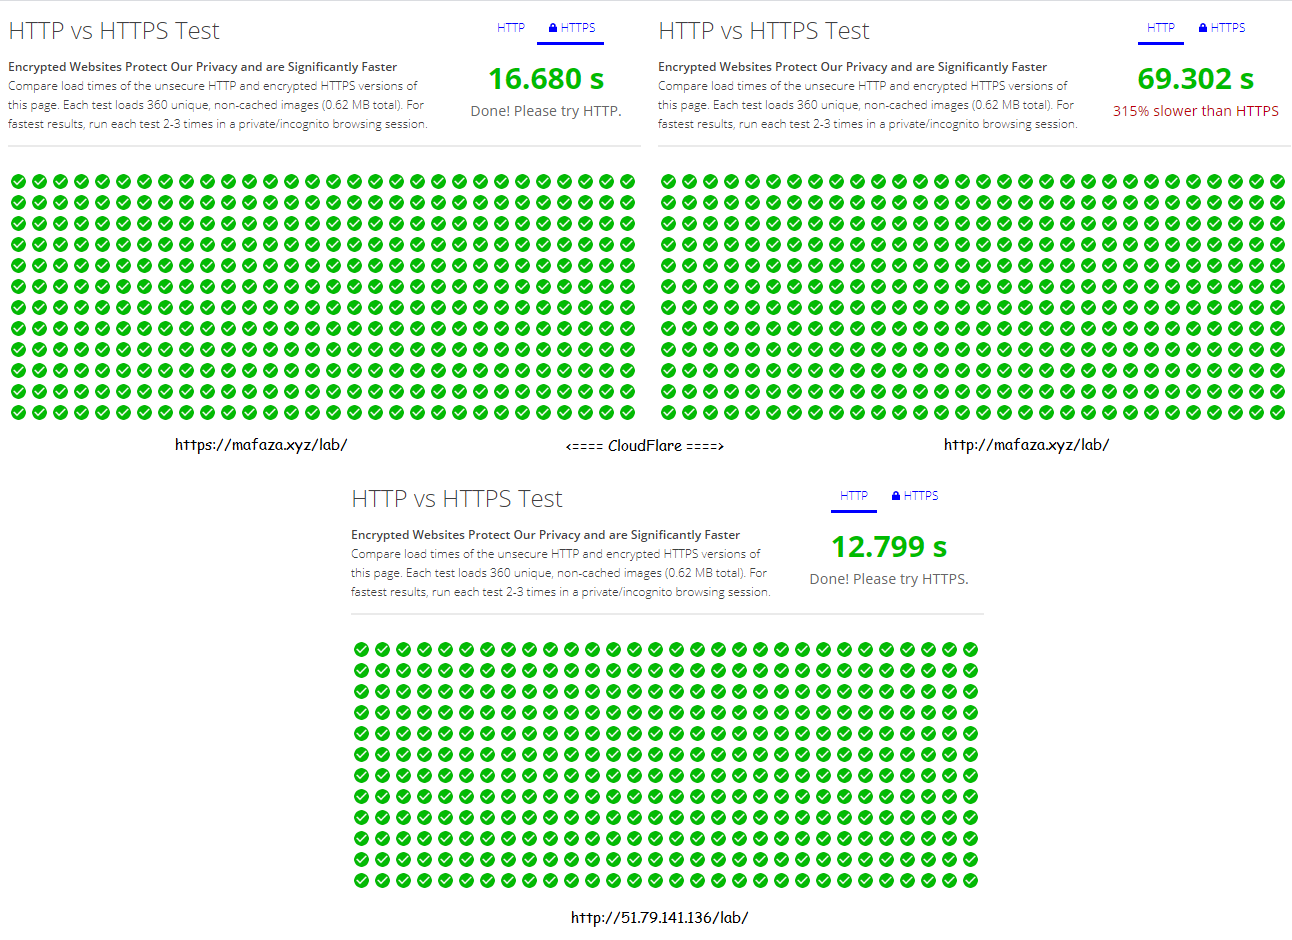 HTTP vs HTTPS Test
HTTP HTTPS
Encrypted Websites Protect Our Privacy and are Significantly Faster
Compare load times of the unsecure HTTP and encrypted HTTPS versions of
this page. Each test loads 360 unique, non-cached images (0.62 MB total). For
fastest results, run each test 2-3 times in a private/incognito browsing session.
16.680 s
Done! Please try HTTP.
HTTP vs HTTPS Test
HTTP HTTPS
Encrypted Websites Protect Our Privacy and are Significantly Faster
Compare load times of the unsecure HTTP and encrypted HTTPS versions of
this page. Each test loads 360 unique, non-cached images (0.62 MB total). For
fastest results, run each test 2-3 times in a private/incognito browsing session.
69.302 s
315% slower than HTTPS
https://mafaza.xyz/lab/
<==== CloudFlare ====>
http://mafaza.xyz/lab/
HTTP vs HTTPS Test
HTTP HTTPS
Encrypted Websites Protect Our Privacy and are Significantly Faster
Compare load times of the unsecure HTTP and encrypted HTTPS versions of
this page. Each test loads 360 unique, non-cached images (0.62 MB total). For
fastest results, run each test 2-3 times in a private/incognito browsing session.
12.799 s
Done! Please try HTTPS.
http://51.79.141.136/lab/